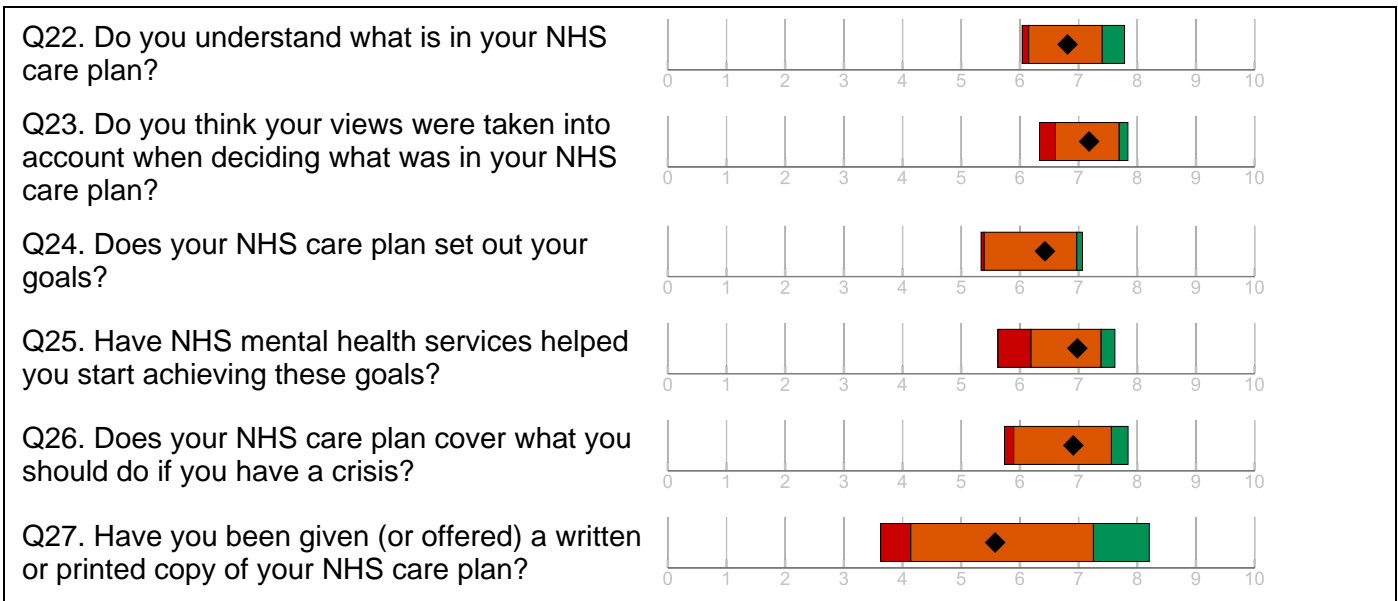 Q22. Do you understand what is in your NHS
care plan?
0 1 2 3 4 5 6 7 8 9 10
Q23. Do you think your views were taken into
account when deciding what was in your NHS
care plan?
0 1 2 3 4 5 6 7 8 9 10
Q24. Does your NHS care plan set out your
goals?
0 1 2 3 4 5 6 7 8 9 10
Q25. Have NHS mental health services helped
you start achieving these goals?
0 1 2 3 4 5 6 7 8 9 10
Q26. Does your NHS care plan cover what you
should do if you have a crisis?
0 1 2 3 4 5 6 7 8 9 10
Q27. Have you been given (or offered) a written
or printed copy of your NHS care plan?
0 1 2 3 4 5 6 7 8 9 10